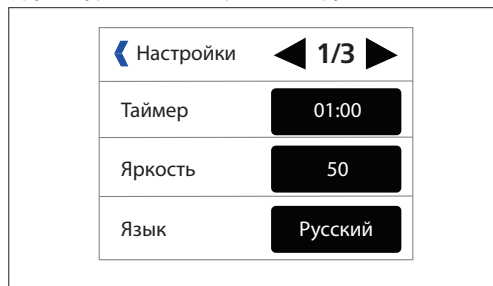 Настройки 1/3
Таймер 01:00
Яркость 50
Язык Русский